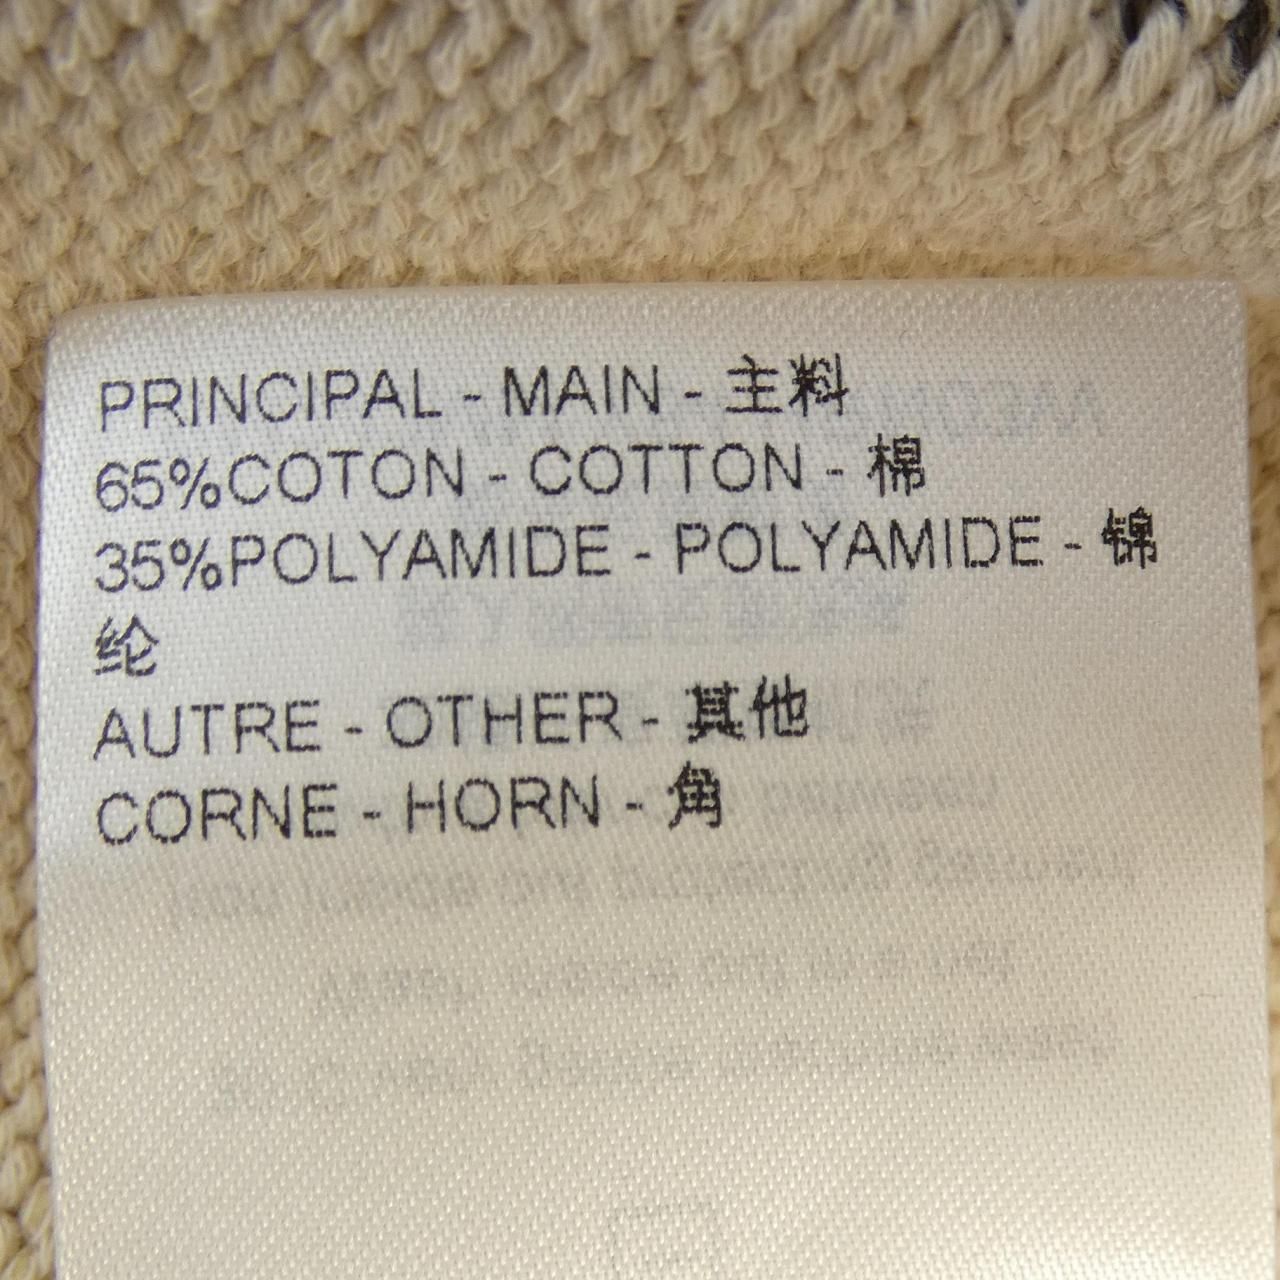 PRINCIPAL - MAIN - 主料
65%COTON - COTTON - 棉
35%POLYAMIDE - POLYAMIDE - 锦
纶
AUTRE - OTHER - 其他
CORNE - HORN - 角